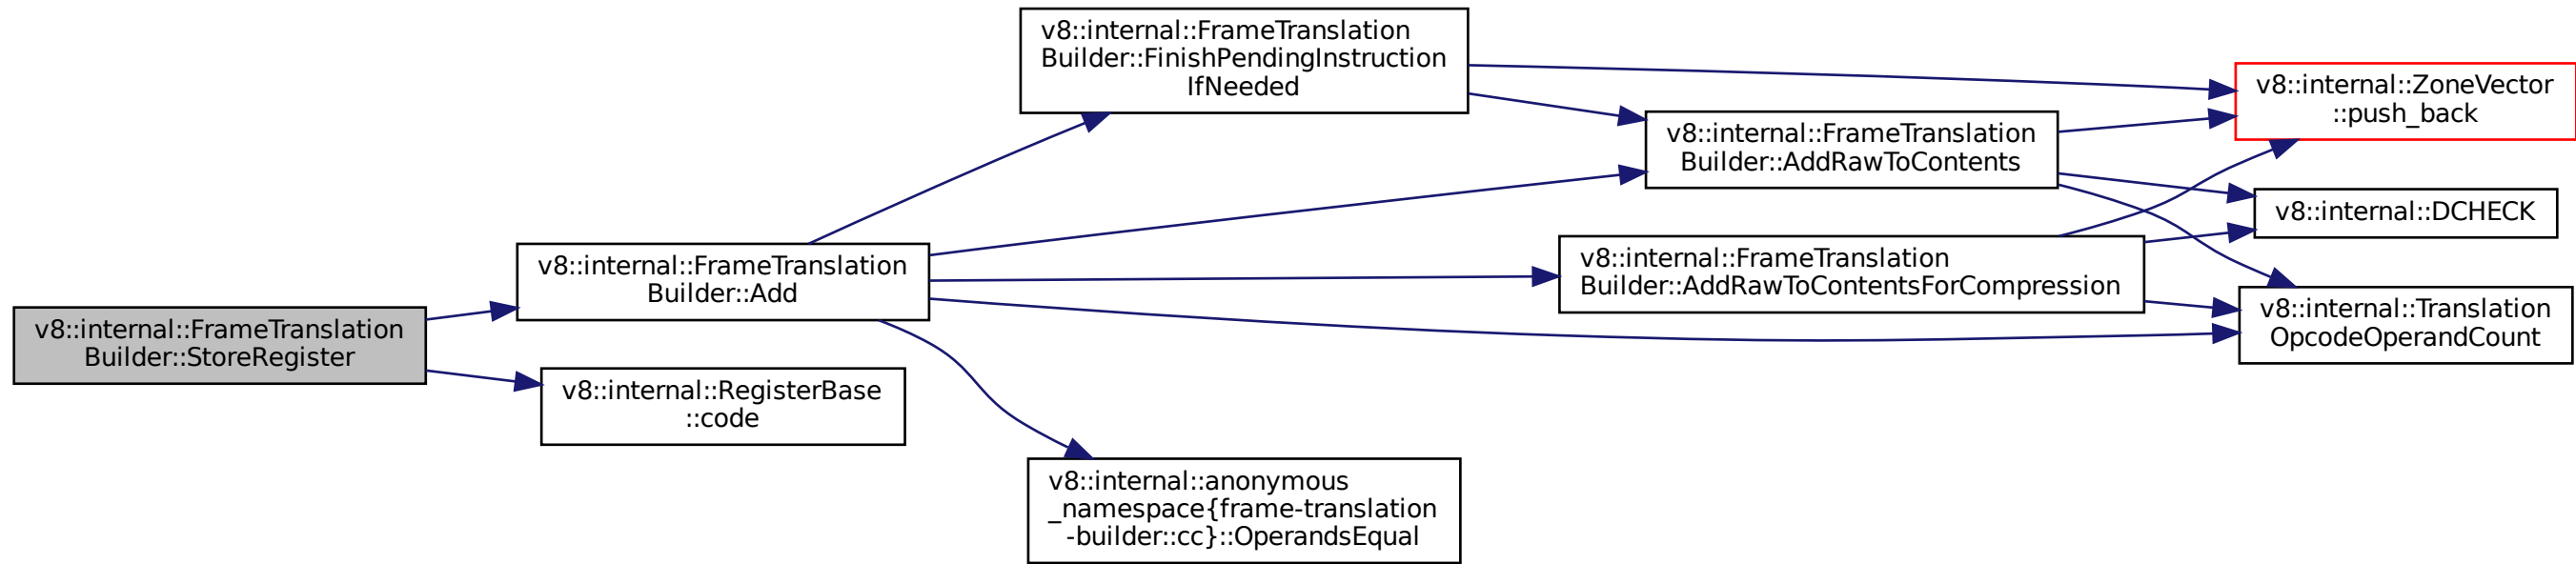 v8::internal::FrameTranslation
Builder::StoreRegister
v8::internal::FrameTranslation
Builder::Add
v8::internal::RegisterBase
::code
v8::internal::FrameTranslation
Builder::FinishPendingInstruction
IfNeeded
v8::internal::anonymous
_namespace{frame-translation
-builder::cc}::OperandsEqual
v8::internal::FrameTranslation
Builder::AddRawToContents
v8::internal::FrameTranslation
Builder::AddRawToContentsForCompression
v8::internal::ZoneVector
::push_back
v8::internal::DCHECK
v8::internal::Translation
OpcodeOperandCount